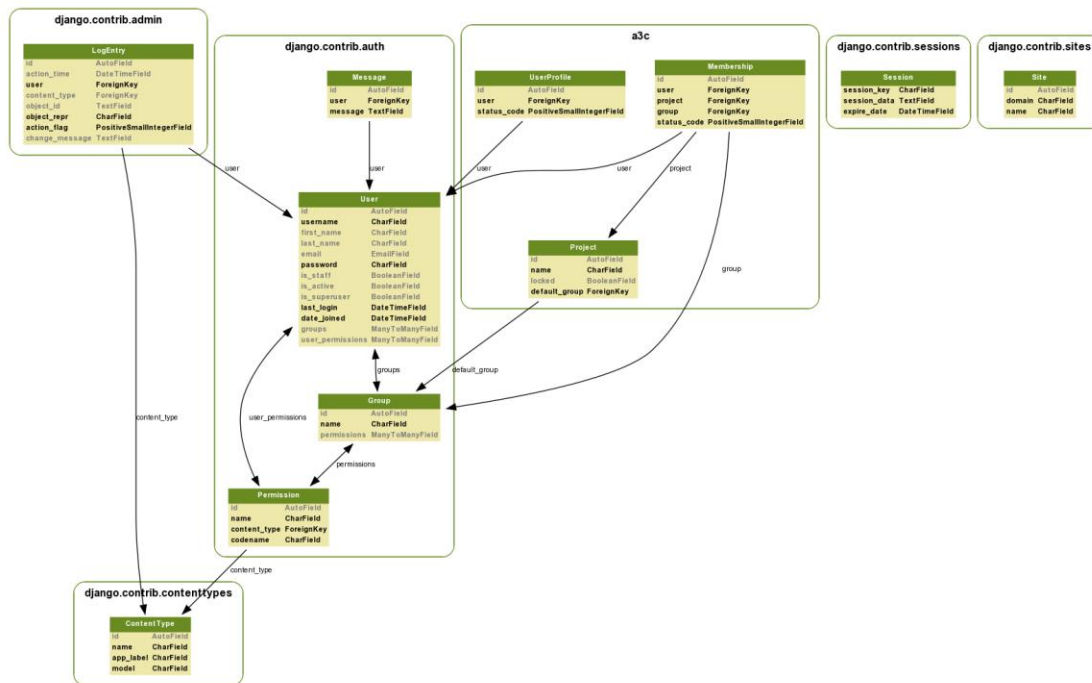 django.contrib.admin
LogEntry
id AutoField
action_time DateTimeField
user ForeignKey
content_type ForeignKey
object_id TextField
object_repr CharField
action_flag PositiveSmallIntegerField
change_message TextField
django.contrib.auth
Message
id AutoField
user ForeignKey
message TextField
a3c
UserProfile
id AutoField
user ForeignKey
status_code PositiveSmallIntegerField
Membership
id AutoField
user ForeignKey
project ForeignKey
group ForeignKey
status_code PositiveSmallIntegerField
django.contrib.sessions
Session
session_key CharField
session_data TextField
expire_date DateTimeField
django.contrib.sites
Site
id AutoField
domain CharField
name CharField
user
user
user
user
project
User
id AutoField
username CharField
first_name CharField
last_name CharField
email EmailField
password CharField
is_staff BooleanField
is_active BooleanField
is_superuser BooleanField
last_login DateTimeField
date_joined DateTimeField
groups ManyToManyField
user_permissions ManyToManyField
Project
id AutoField
name CharField
locked BooleanField
default_group ForeignKey
group
groups
default_group
Group
id AutoField
name CharField
permissions ManyToManyField
content_type
user_permissions
permissions
Permission
id AutoField
name CharField
content_type ForeignKey
codename CharField
content_type
django.contrib.contenttypes
ContentType
id AutoField
name CharField
app_label CharField
model CharField